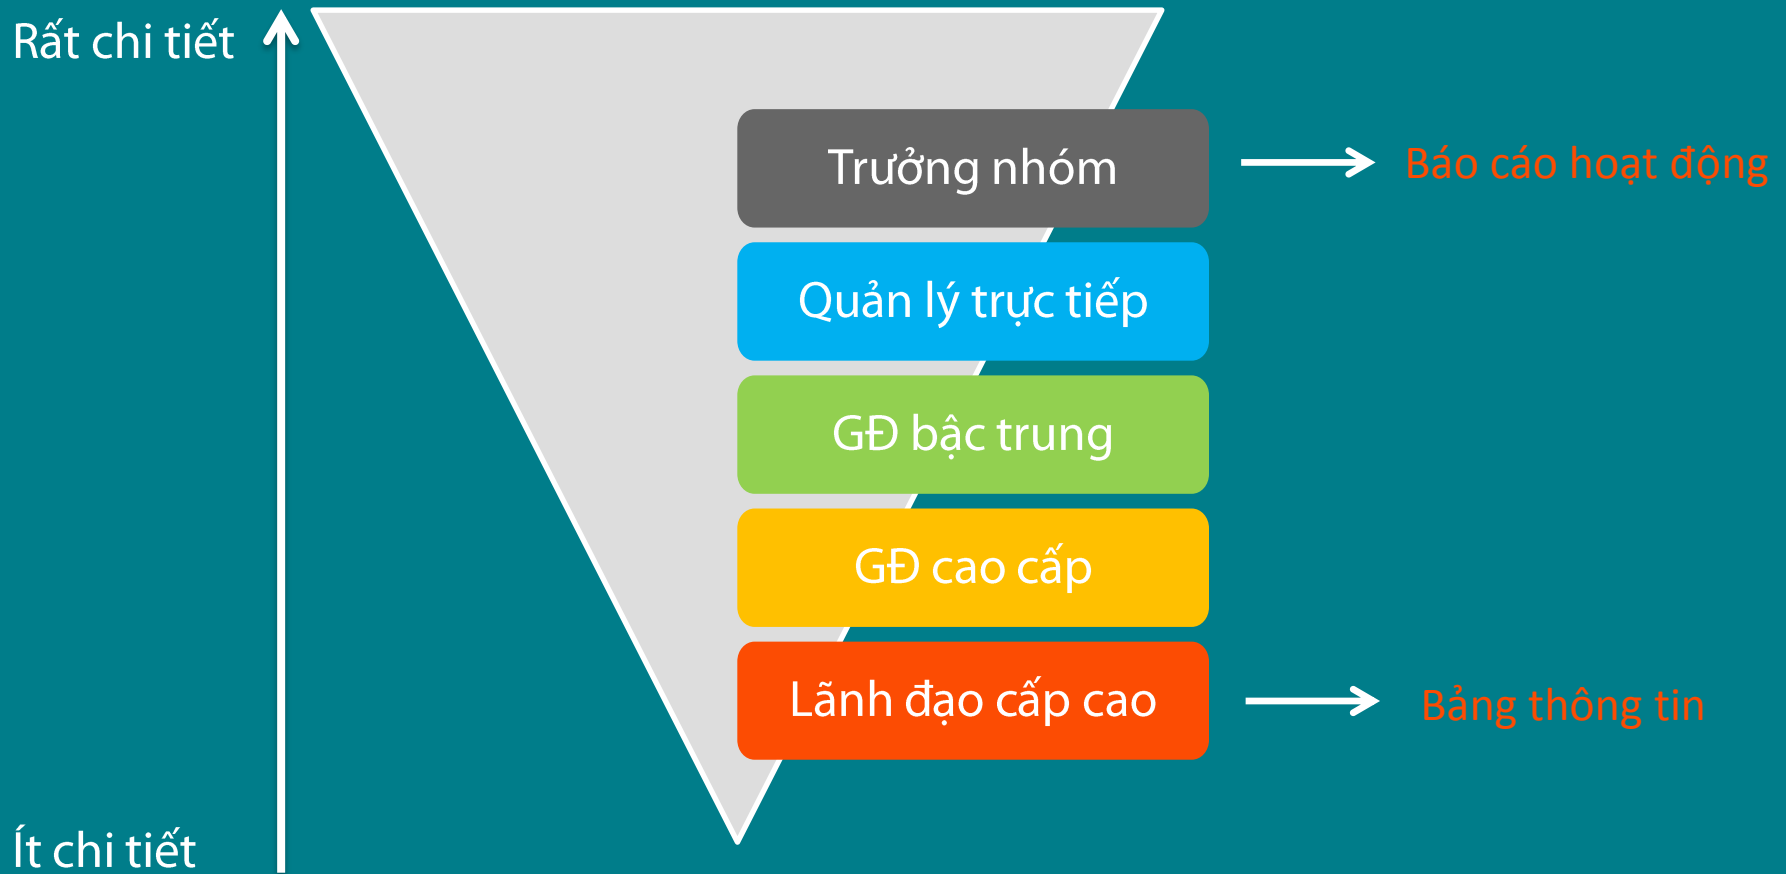 Rất chi tiết
Trưởng nhóm
Báo cáo hoạt động
Quản lý trực tiếp
GĐ bậc trung
GĐ cao cấp
Lãnh đạo cấp cao
Bảng thông tin
Ít chi tiết